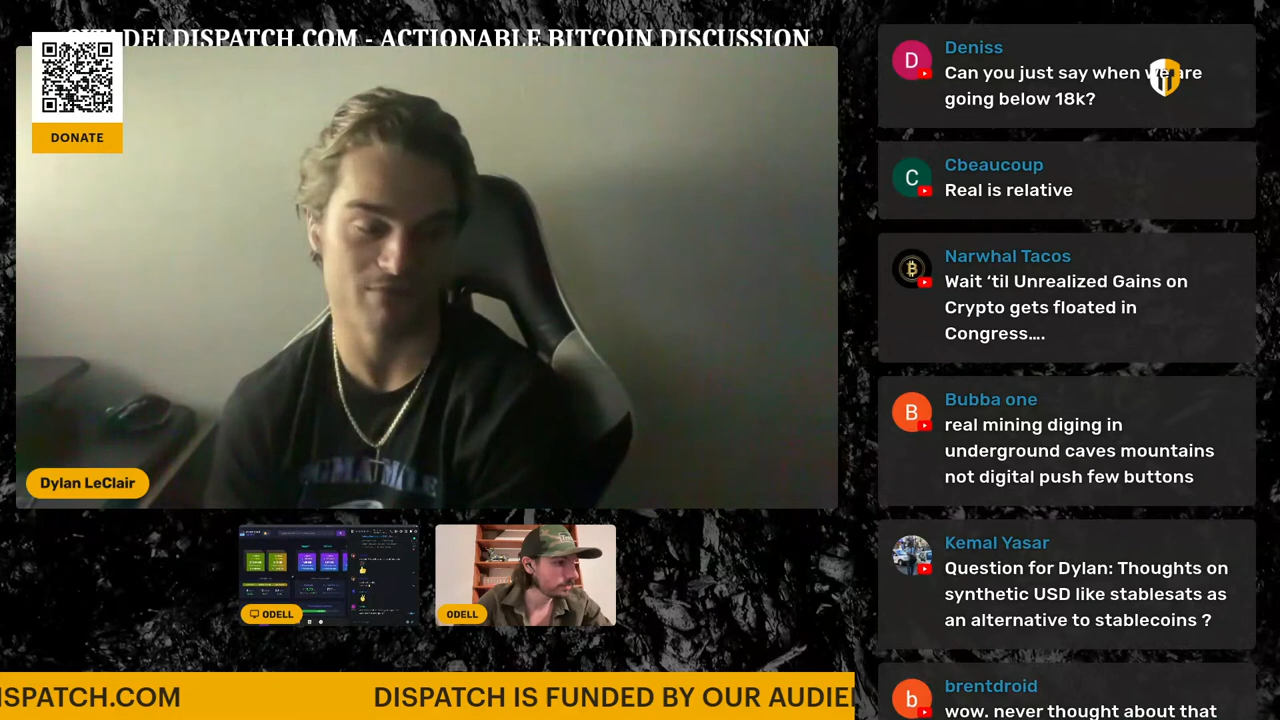 CITADELDISPATCH.COM - ACTIONABLE BITCOIN DISCUSSION
DONATE
Dylan LeClair
ODELL
ODELL
ISPATCH.COM
DISPATCH IS FUNDED BY OUR AUDIE
D
Deniss
Can you just say when we are
going below 18k?
C
Cbeaucoup
Real is relative
Narwhal Tacos
Wait ‘til Unrealized Gains on
Crypto gets floated in
Congress….
B
Bubba one
real mining diging in
underground caves mountains
not digital push few buttons
Kemal Yasar
Question for Dylan: Thoughts on
synthetic USD like stablesats as
an alternative to stablecoins ?
b
brentdroid
wow. never thought about that